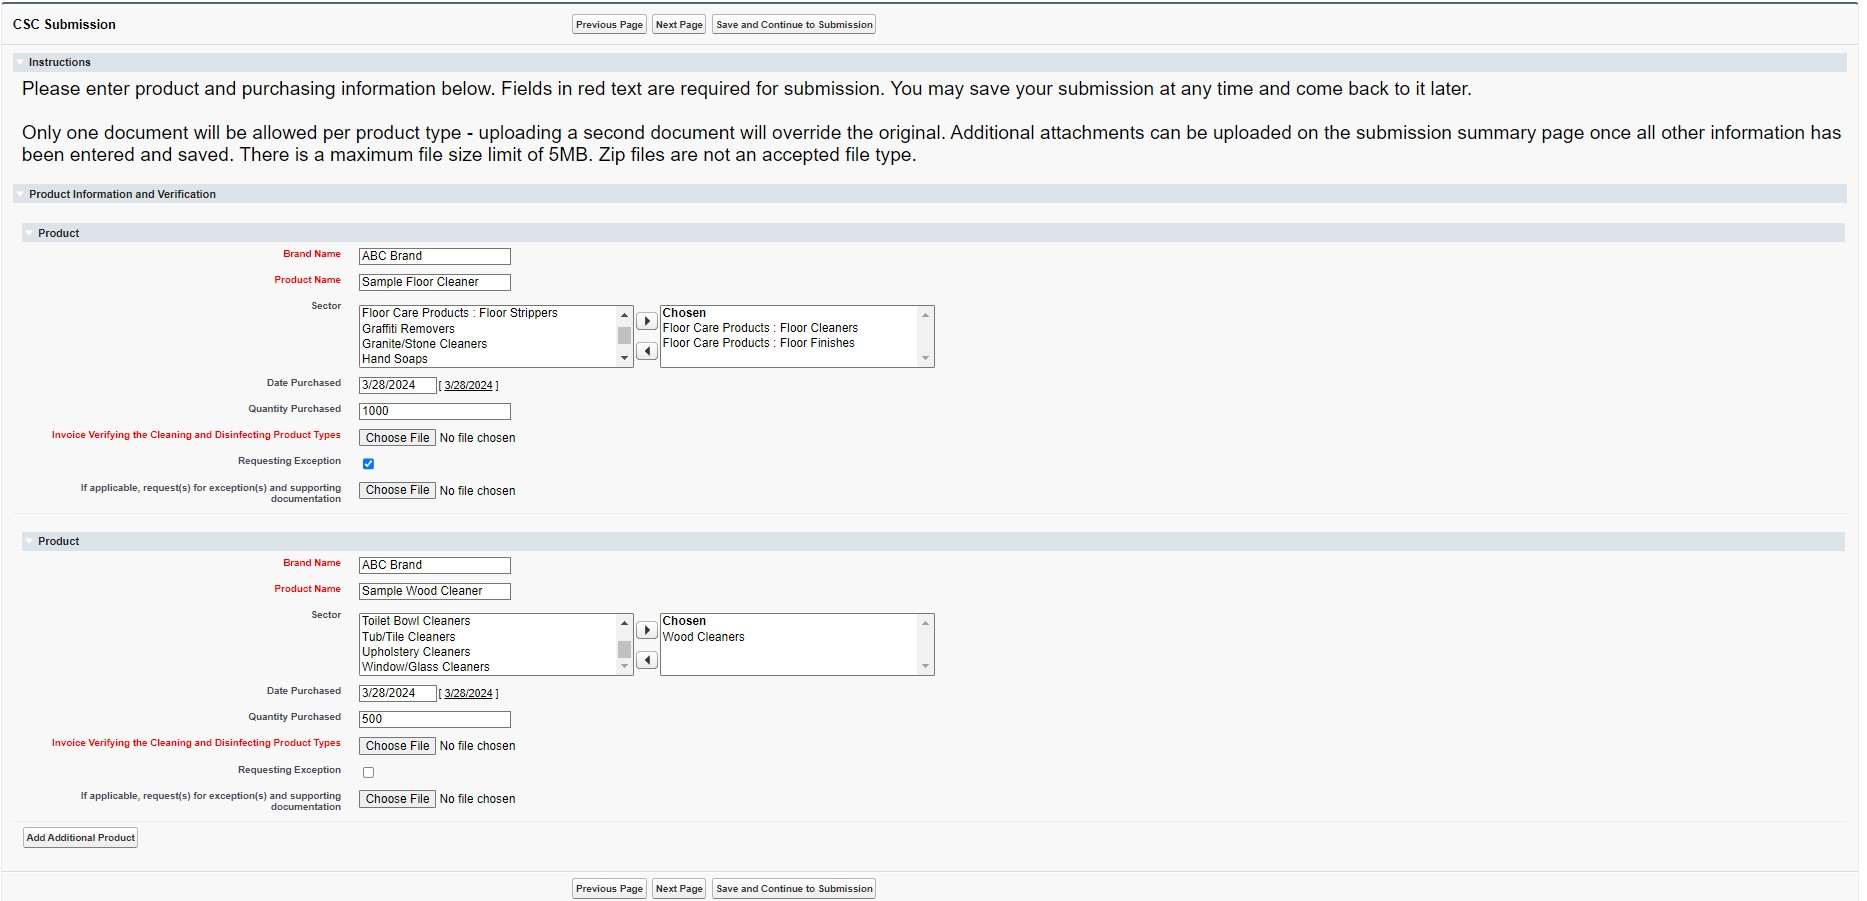 CSC Submission
Previous Page Next Page Save and Continue to Submission
Instructions
Please enter product and purchasing information below. Fields in red text are required for submission. You may save your submission at any time and come back to it later.
Only one document will be allowed per product type - uploading a second document will override the original. Additional attachments can be uploaded on the submission summary page once all other information has
been entered and saved. There is a maximum file size limit of 5MB. Zip files are not an accepted file type.
Product Information and Verification
Product
Brand Name ABC Brand
Product Name Sample Floor Cleaner
Sector
Floor Care Products : Floor Strippers
Graffiti Removers
Granite/Stone Cleaners
Hand Soaps
Chosen
Floor Care Products : Floor Cleaners
Floor Care Products : Floor Finishes
Date Purchased 3/28/2024 [ 3/28/2024 ]
Quantity Purchased 1000
Invoice Verifying the Cleaning and Disinfecting Product Types Choose File No file chosen
Requesting Exception
If applicable, request(s) for exception(s) and supporting
documentation
Choose File No file chosen
Product
Brand Name ABC Brand
Product Name Sample Wood Cleaner
Sector
Toilet Bowl Cleaners
Tub/Tile Cleaners
Upholstery Cleaners
Window/Glass Cleaners
Chosen
Wood Cleaners
Date Purchased 3/28/2024 [ 3/28/2024 ]
Quantity Purchased 500
Invoice Verifying the Cleaning and Disinfecting Product Types Choose File No file chosen
Requesting Exception
If applicable, request(s) for exception(s) and supporting
documentation
Choose File No file chosen
Add Additional Product
Previous Page Next Page Save and Continue to Submission